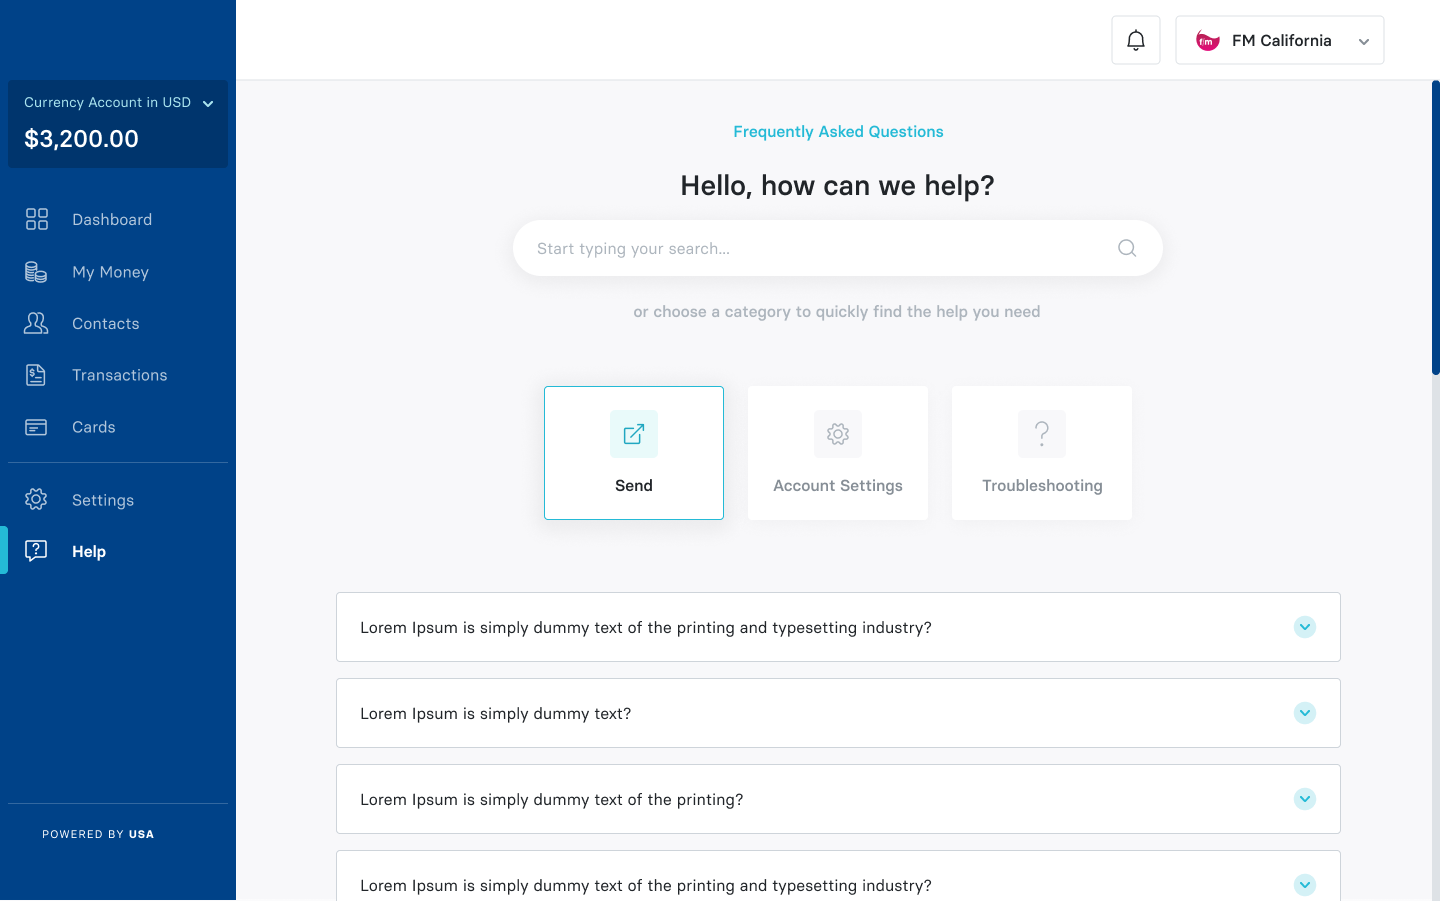 Currency Account in USD
$3,200.00
Dashboard
My Money
Contacts
Transactions
Cards
Settings
Help
POWERED BY USA
fm
FM California
Frequently Asked Questions
Hello, how can we help?
Start typing your search...
or choose a category to quickly find the help you need
Send
Account Settings
Troubleshooting
Lorem Ipsum is simply dummy text of the printing and typesetting industry?
Lorem Ipsum is simply dummy text?
Lorem Ipsum is simply dummy text of the printing?
Lorem Ipsum is simply dummy text of the printing and typesetting industry?